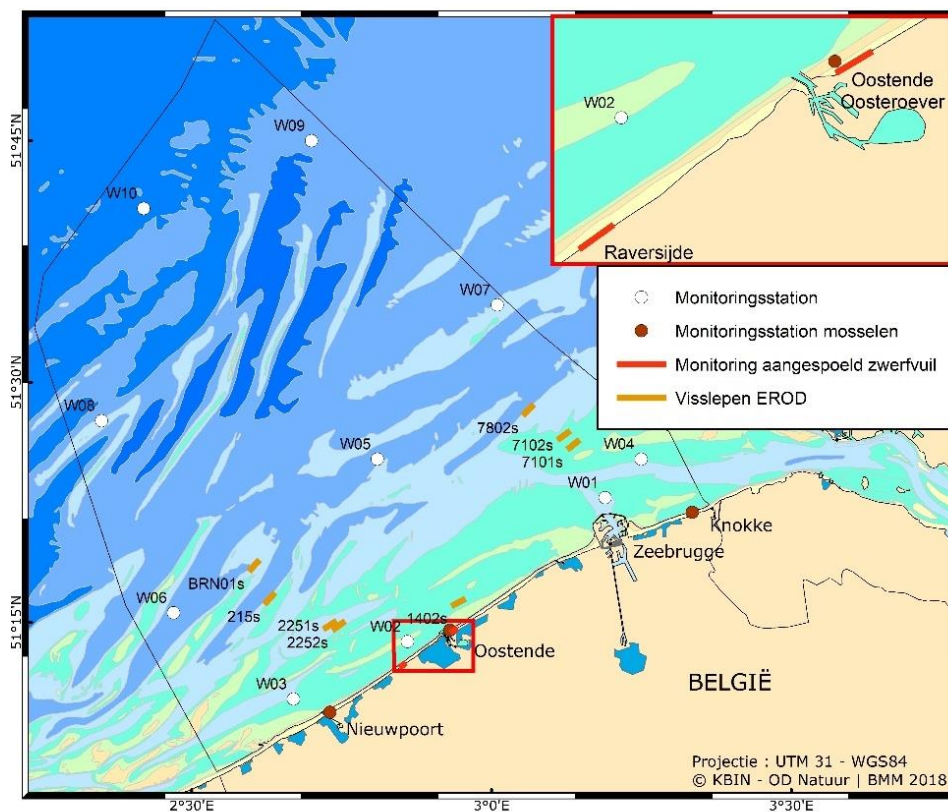 W02
Oostende
Oosteroever
Raversijde
Monitoringsstation
Monitoringsstation mosselen
Monitoring aangespoeld zwerfvuil
Visslepen EROD
51°45'N
W09
W10
W07
51°30'N
W08
7802s
7102s
7101s
W04
W05
W01
Knokke
Zeebrugge
BRN01s
W06
215s
51°15'N
2251s
2252s
W02
1402s
Oostende
W03
Nieuwpoort
BELGIË
Projectie : UTM 31 - WGS84
© KBIN - OD Natuur | BMM 2018
2°30'E
3°0'E
3°30'E